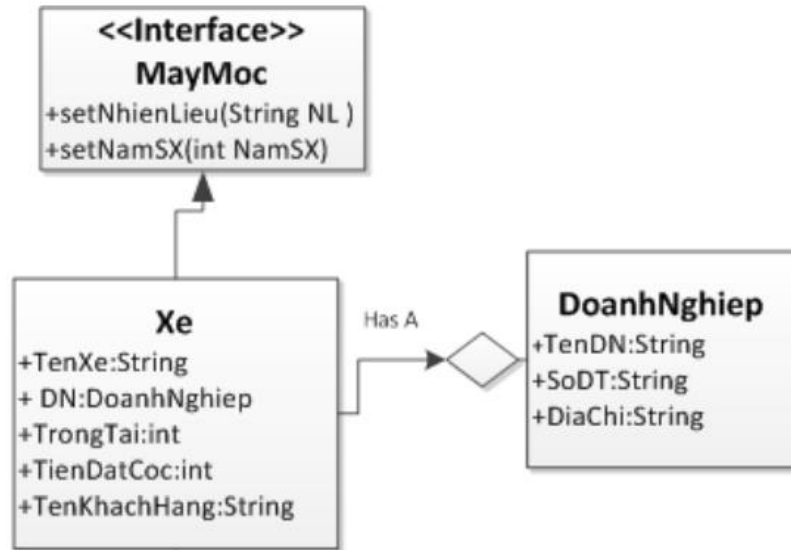 <<Interface>>
MayMoc
+setNhienLieu(String NL )
+setNamSX(int NamSX)
Xe
+TenXe:String
+ DN:DoanhNghiep
+TrongTai:int
+TienDatCoc:int
+TenKhachHang:String
Has A
DoanhNghiep
+TenDN:String
+SoDT:String
+DiaChi:String